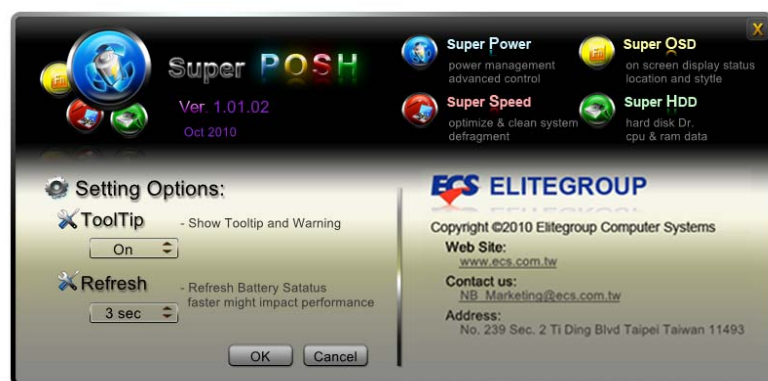 X
Super POSH
Ver. 1.01.02
Oct 2010
Super Power
power management
advanced control
Super OSD
on screen display status
location and stytle
Super Speed
optimize & clean system
defragment
Super HDD
hard disk Dr.
cpu & ram data
Setting Options:
ToolTip
- Show Tooltip and Warning
On
Refresh
- Refresh Battery Satatus
faster might impact performance
3 sec
OK
Cancel
ECS ELITEGROUP
Copyright ©2010 Elitegroup Computer Systems
Web Site:
www.ecs.com.tw
Contact us:
NB_Marketing@ecs.com.tw
Address:
No. 239 Sec. 2 Ti Ding Blvd Taipei Taiwan 11493